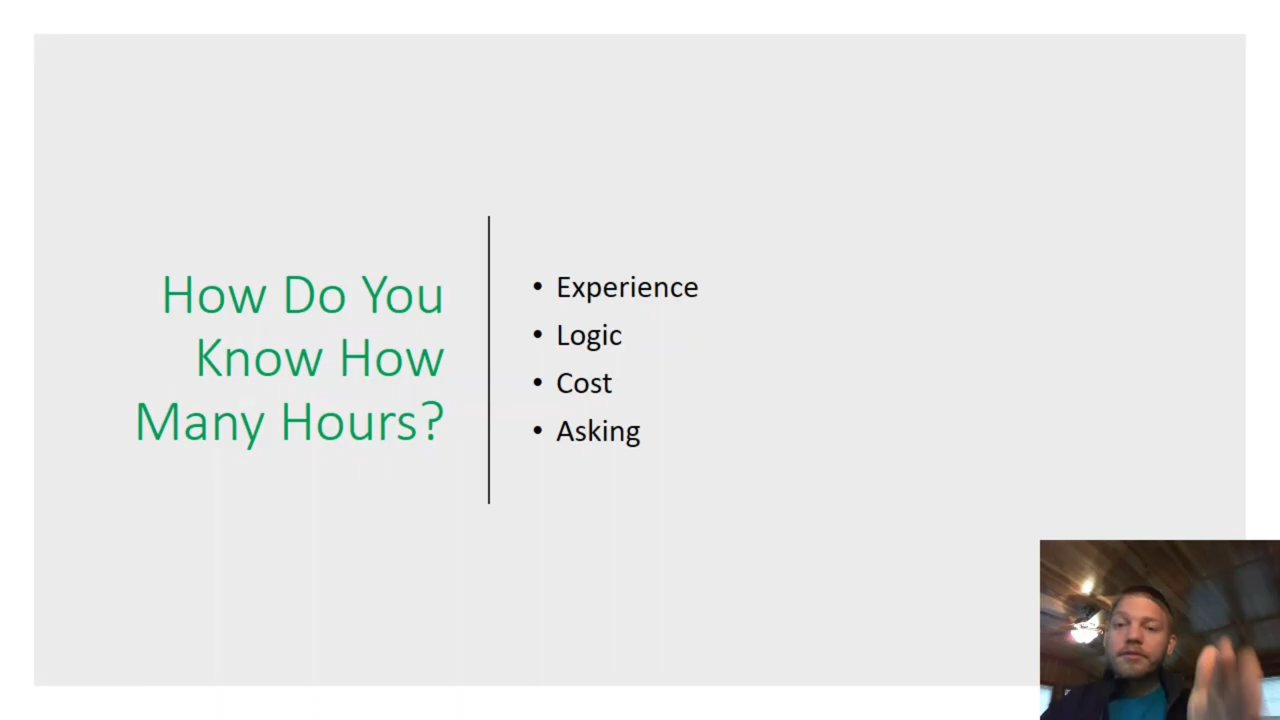 How Do You
Know How
Many Hours?
• Experience
• Logic
• Cost
• Asking